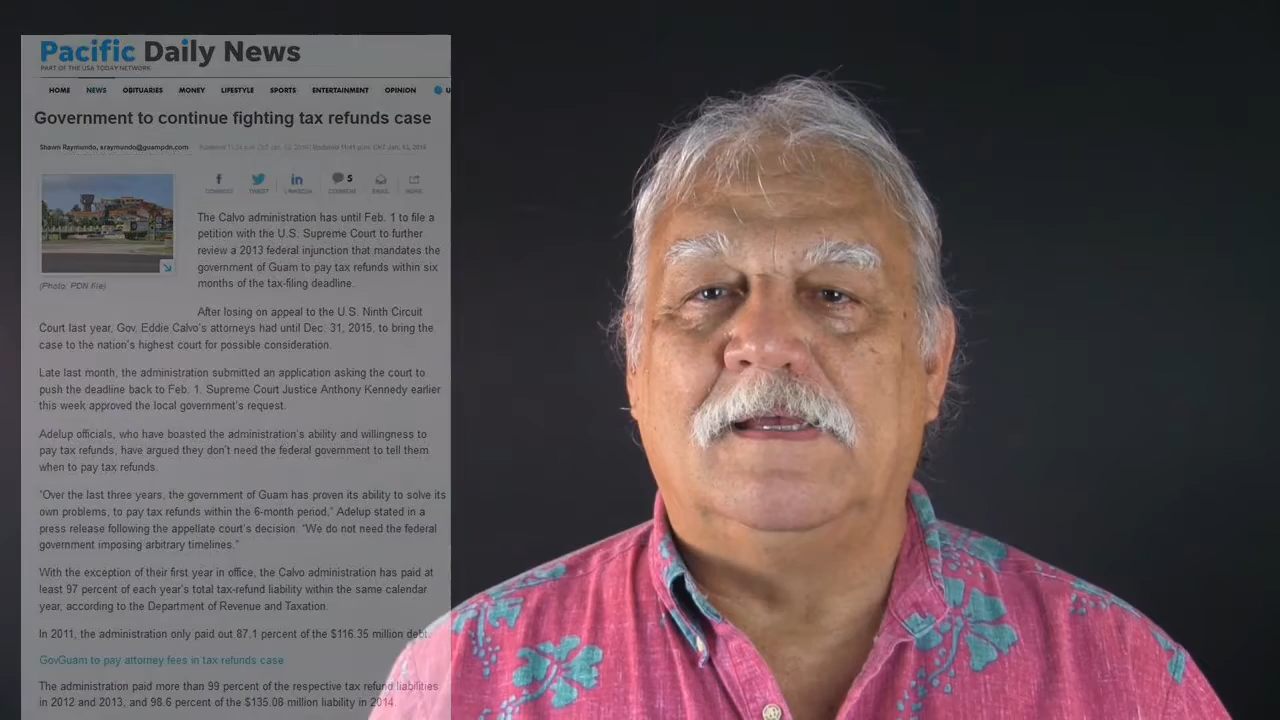 Pacific Daily News
PART OF THE USA TODAY NETWORK
HOME NEWS OBITUARIES MONEY LIFESTYLE SPORTS ENTERTAINMENT OPINION U
Government to continue fighting tax refunds case
Shawn Raymundo, sraymundo@guampdn.com
5
The Calvo administration has until Feb. 1 to file a
petition with the U.S. Supreme Court to further
review a 2013 federal injunction that mandates the
government of Guam to pay tax refunds within six
months of the tax-filing deadline.
(Photo: PDN file)
After losing on appeal to the U.S. Ninth Circuit
Court last year, Gov. Eddie Calvo's attorneys had until Dec. 31, 2015, to bring the
case to the nation's highest court for possible consideration.
Late last month, the administration submitted an application asking the court to
push the deadline back to Feb. 1. Supreme Court Justice Anthony Kennedy earlier
this week approved the local government's request.
Adelup officials, who have boasted the administration's ability and willingness to
pay tax refunds, have argued they don't need the federal government to tell them
when to pay tax refunds.
"Over the last three years, the government of Guam has proven its ability to solve its
own problems, to pay tax refunds within the 6-month period," Adelup stated in a
press release following the appellate court's decision. "We do not need the federal
government imposing arbitrary timelines."
With the exception of their first year in office, the Calvo administration has paid at
least 97 percent of each year's total tax-refund liability within the same calendar
year, according to the Department of Revenue and Taxation.
In 2011, the administration only paid out 87.1 percent of the $116.35 million debt.
GovGuam to pay attorney fees in tax refunds case
The administration paid more than 99 percent of the respective tax refund liabilities
in 2012 and 2013, and 98.6 percent of the $135.08 million liability in 2014.